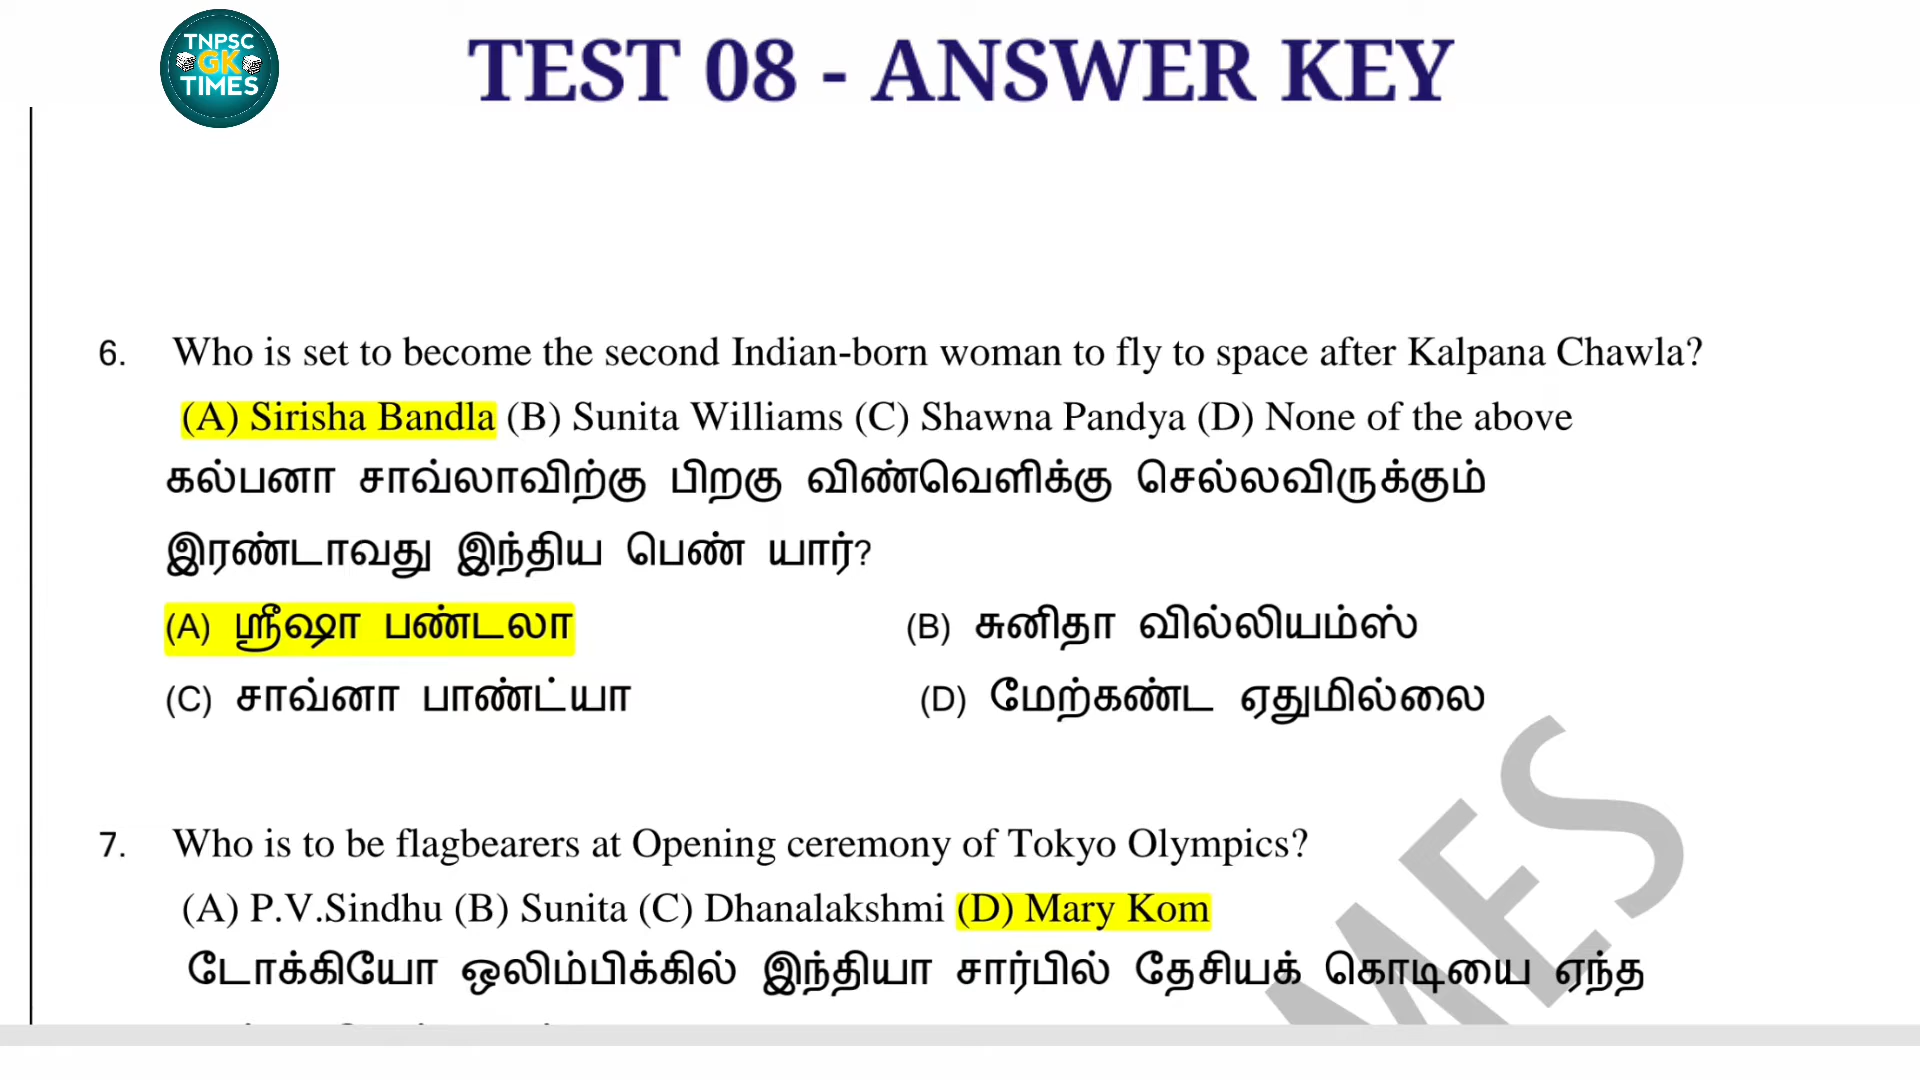 TNPSC
GK
TIMES
TEST 08 - ANSWER KEY
6. Who is set to become the second Indian-born woman to fly to space after Kalpana Chawla?
(A) Sirisha Bandla (B) Sunita Williams (C) Shawna Pandya (D) None of the above
கல்பனா சாவ்லாவிற்கு பிறகு விண்வெளிக்கு செல்லவிருக்கும்
இரண்டாவது இந்திய பெண் யார்?
(A) ஸ்ரீஷா பண்டலா (B) சுனிதா வில்லியம்ஸ்
(C) சாவ்னா பாண்ட்யா (D) மேற்கண்ட ஏதுமில்லை
7. Who is to be flagbearers at Opening ceremony of Tokyo Olympics?
(A) P.V.Sindhu (B) Sunita (C) Dhanalakshmi (D) Mary Kom
டோக்கியோ ஒலிம்பிக்கில் இந்தியா சார்பில் தேசியக் கொடியை ஏந்த
MES